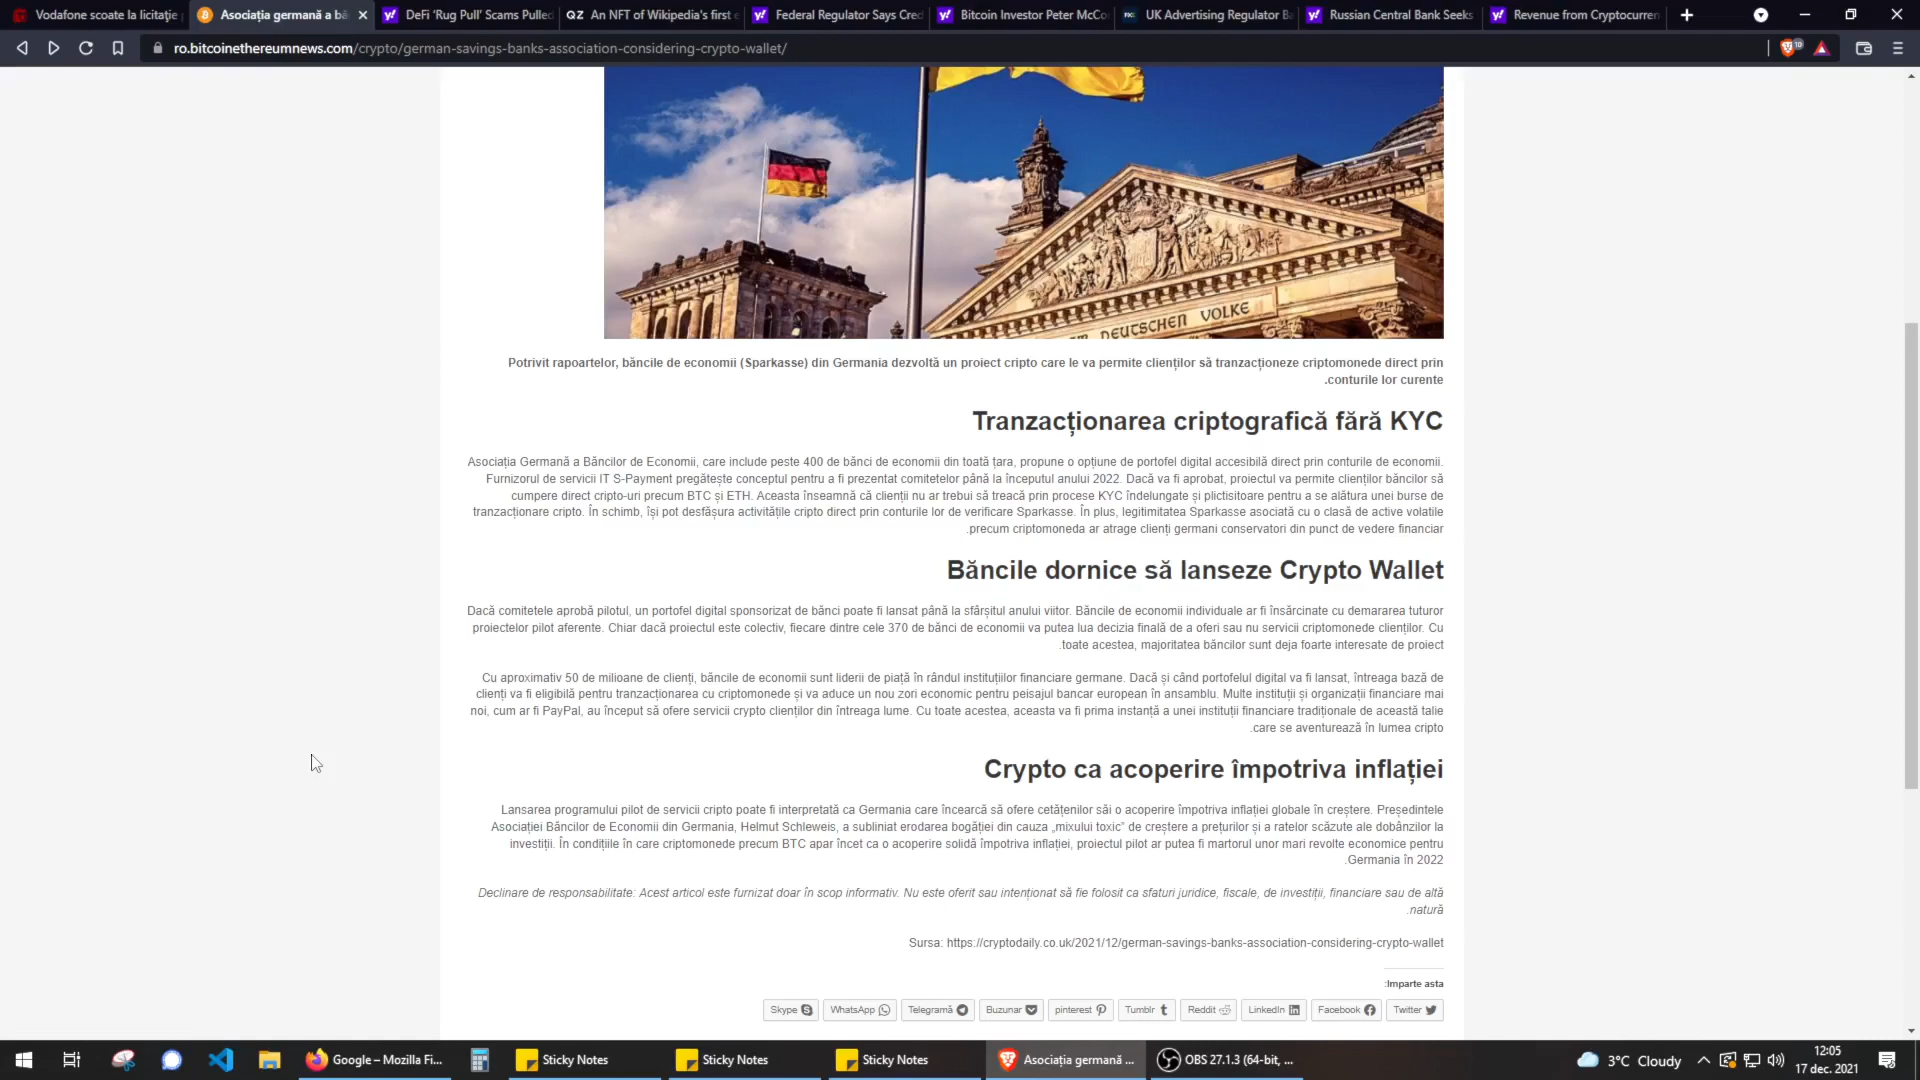 Vodafone scoate la licitaţie
Asociația germană a bă
DeFi ‘Rug Pull’ Scams Pulled
QZ An NFT of Wikipedia's first e
Federal Regulator Says Cred
Bitcoin Investor Peter McCo
UK Advertising Regulator Ba
Russian Central Bank Seeks
Revenue from Cryptocurren
ro.bitcoinethereumnews.com/crypto/german-savings-banks-association-considering-crypto-wallet/
10
DEUTSCHEN VOLKE
Potrivit rapoartelor, băncile de economii (Sparkasse) din Germania dezvoltă un proiect cripto care le va permite clienților să tranzacționeze criptomonede direct prin
.conturile lor curente
Tranzacționarea criptografică fără KYC
Asociația Germană a Băncilor de Economii, care include peste 400 de bănci de economii din toată țara, propune o opțiune de portofel digital accesibilă direct prin conturile de economii.
Furnizorul de servicii IT S-Payment pregătește conceptul pentru a fi prezentat comitetelor până la începutul anului 2022. Dacă va fi aprobat, proiectul va permite clienților băncilor să
cumpere direct cripto-uri precum BTC și ETH. Aceasta înseamnă că clienții nu ar trebui să treacă prin procese KYC îndelungate și plictisitoare pentru a se alătura unei burse de
tranzacționare cripto. În schimb, își pot desfășura activitățile cripto direct prin conturile lor de verificare Sparkasse. În plus, legitimitatea Sparkasse asociată cu o clasă de active volatile
.precum criptomoneda ar atrage clienți germani conservatori din punct de vedere financiar
Băncile dornice să lanseze Crypto Wallet
Dacă comitetele aprobă pilotul, un portofel digital sponsorizat de bănci poate fi lansat până la sfârșitul anului viitor. Băncile de economii individuale ar fi însărcinate cu demararea tuturor
proiectelor pilot aferente. Chiar dacă proiectul este colectiv, fiecare dintre cele 370 de bănci de economii va putea lua decizia finală de a oferi sau nu servicii criptomonede clienților. Cu
.toate acestea, majoritatea băncilor sunt deja foarte interesate de proiect
Cu aproximativ 50 de milioane de clienți, băncile de economii sunt liderii de piață în rândul instituțiilor financiare germane. Dacă și când portofelul digital va fi lansat, întreaga bază de
clienți va fi eligibilă pentru tranzacționarea cu criptomonede și va aduce un nou zori economic pentru peisajul bancar european în ansamblu. Multe instituții și organizații financiare mai
noi, cum ar fi PayPal, au început să ofere servicii crypto clienților din întreaga lume. Cu toate acestea, aceasta va fi prima instanță a unei instituții financiare tradiționale de această talie
.care se aventurează în lumea cripto
Crypto ca acoperire împotriva inflației
Lansarea programului pilot de servicii cripto poate fi interpretată ca Germania care încearcă să ofere cetățenilor săi o acoperire împotriva inflației globale în creștere. Președintele
Asociației Băncilor de Economii din Germania, Helmut Schleweis, a subliniat erodarea bogăției din cauza „mixului toxic” de creștere a prețurilor și a ratelor scăzute ale dobânzilor la
investiții. În condițiile în care criptomonede precum BTC apar încet ca o acoperire solidă împotriva inflației, proiectul pilot ar putea fi martorul unor mari revolte economice pentru
.Germania în 2022
Declinare de responsabilitate: Acest articol este furnizat doar în scop informativ. Nu este oferit sau intenționat să fie folosit ca sfaturi juridice, fiscale, de investiții, financiare sau de altă
.natură
Sursa: https://cryptodaily.co.uk/2021/12/german-savings-banks-association-considering-crypto-wallet
:Imparte asta
Skype WhatsApp Telegramă Buzunar pinterest Tumblr Reddit LinkedIn Facebook Twitter
Google – Mozilla Fi...
Sticky Notes
Sticky Notes
Sticky Notes
Asociația germană ...
OBS 27.1.3 (64-bit, ...
3°C Cloudy
12:05
17 dec. 2021